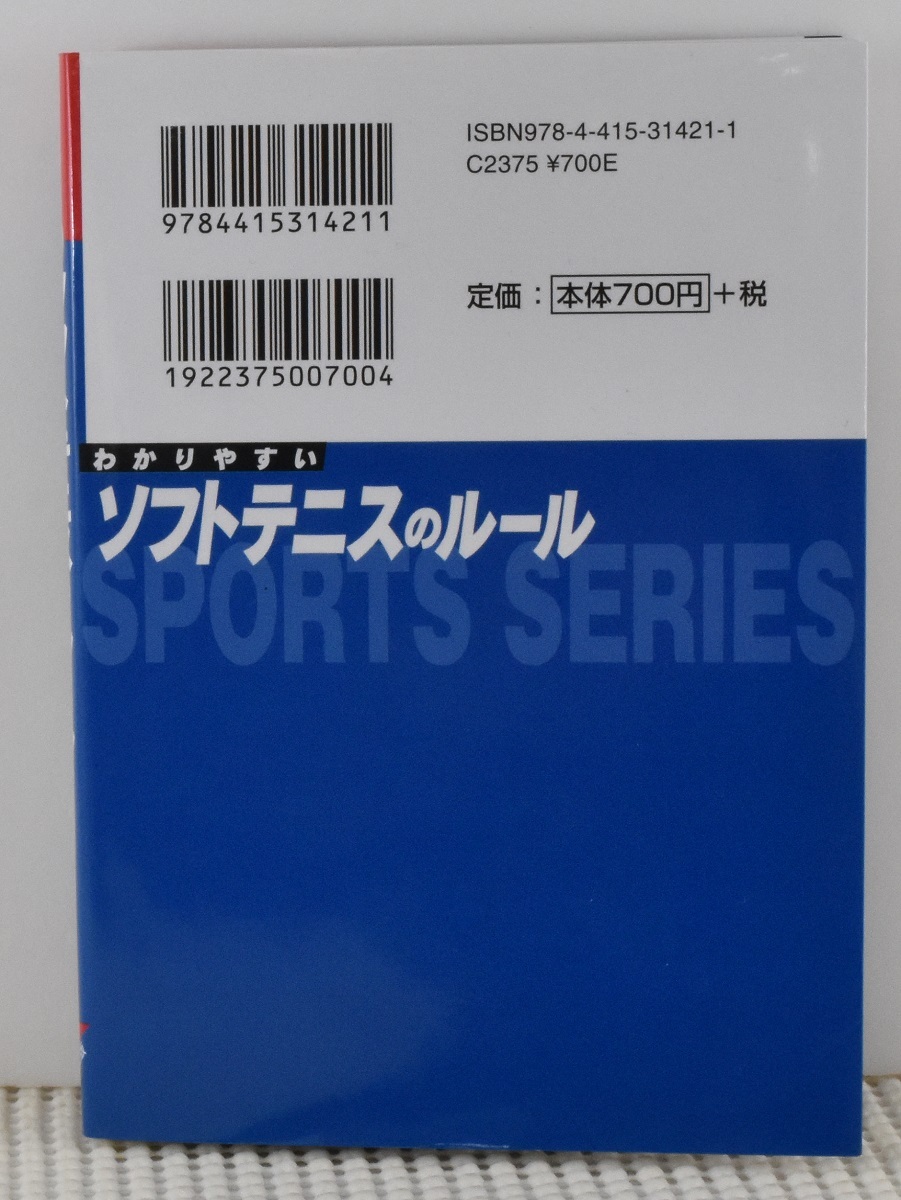 ISBN978-4-415-31421-1
C2375 ¥700E
9784415314211
定価：本体700円＋税
1922375007004
わかりやすい
ソフトテニスのルール
SPORTS SERIES